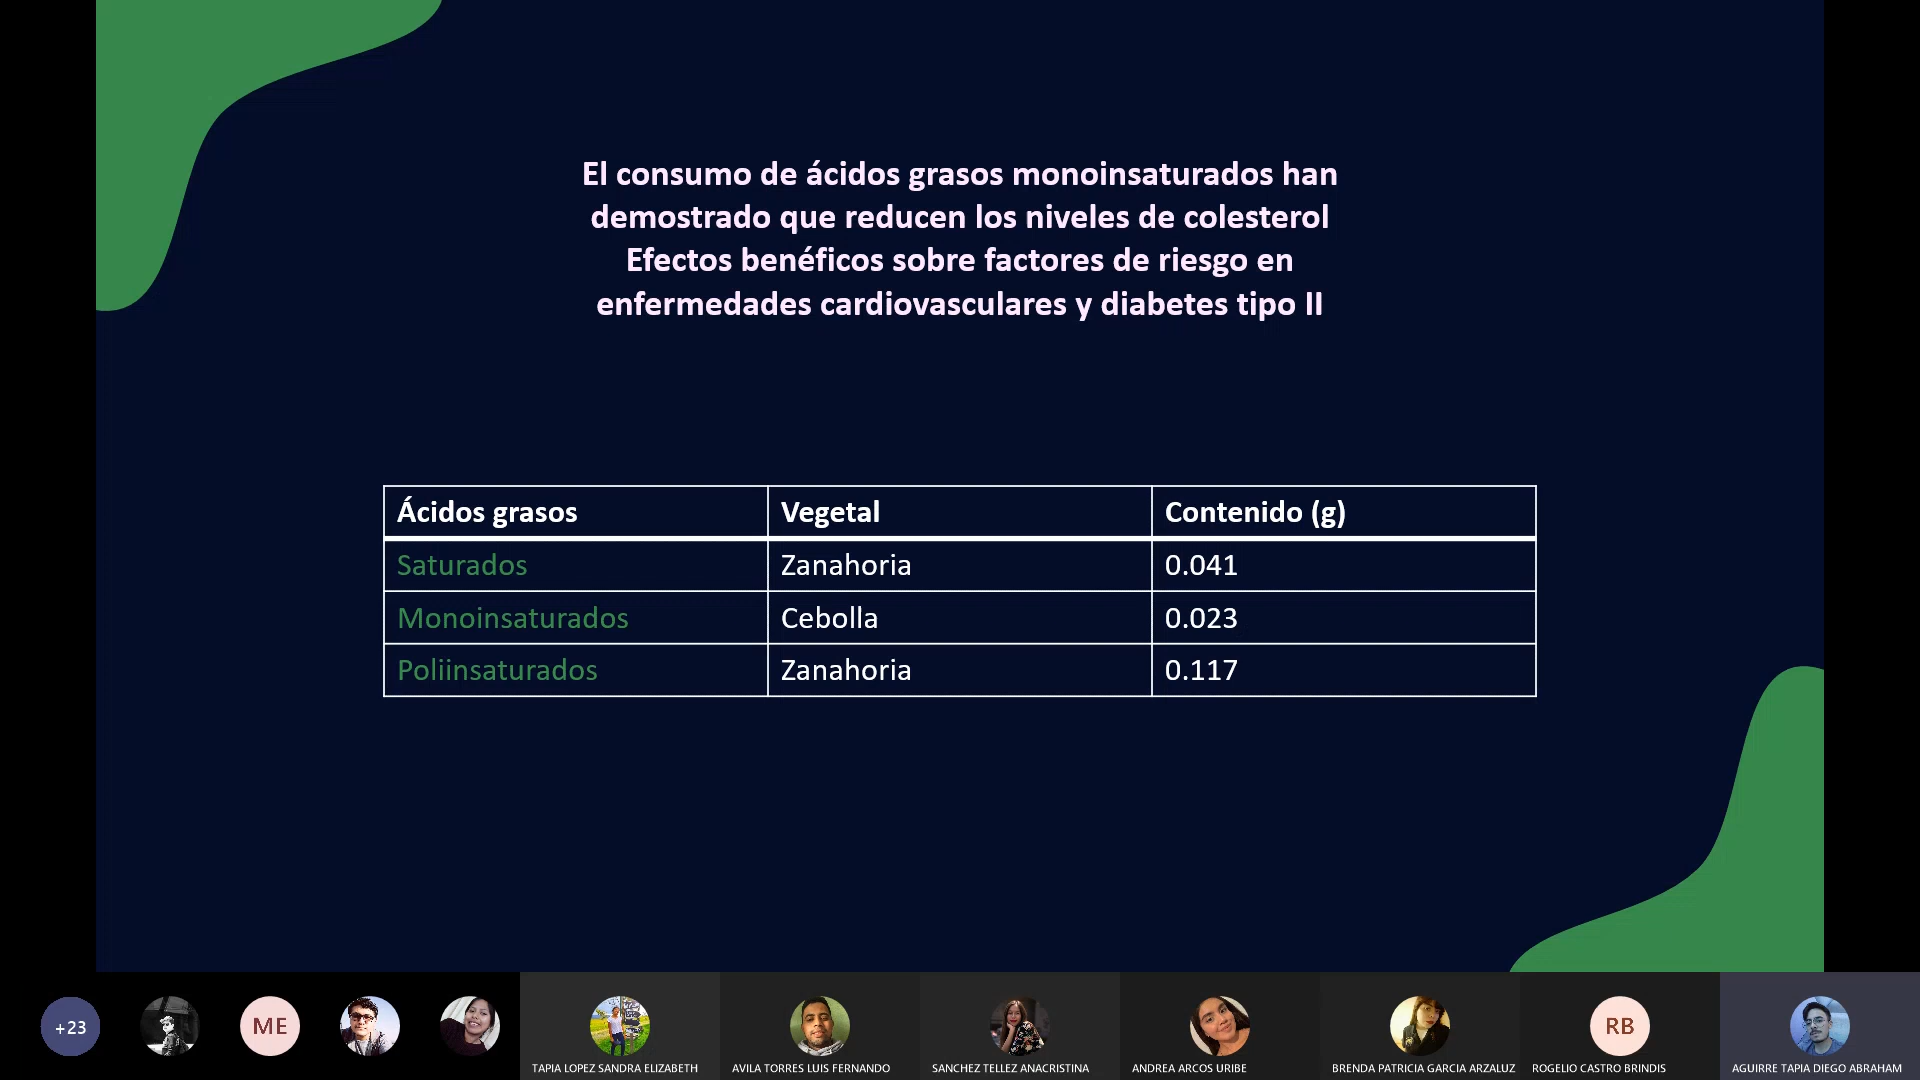 El consumo de ácidos grasos monoinsaturados han
demostrado que reducen los niveles de colesterol
Efectos benéficos sobre factores de riesgo en
enfermedades cardiovasculares y diabetes tipo II
Ácidos grasos Vegetal Contenido (g)
Saturados Zanahoria 0.041
Monoinsaturados Cebolla 0.023
Poliinsaturados Zanahoria 0.117
+23 ME RB
TAPIA LOPEZ SANDRA ELIZABETH AVILA TORRES LUIS FERNANDO SANCHEZ TELLEZ ANACRISTINA ANDREA ARCOS URIBE BRENDA PATRICIA GARCIA ARZALUZ ROGELIO CASTRO BRINDIS AGUIRRE TAPIA DIEGO ABRAHAM